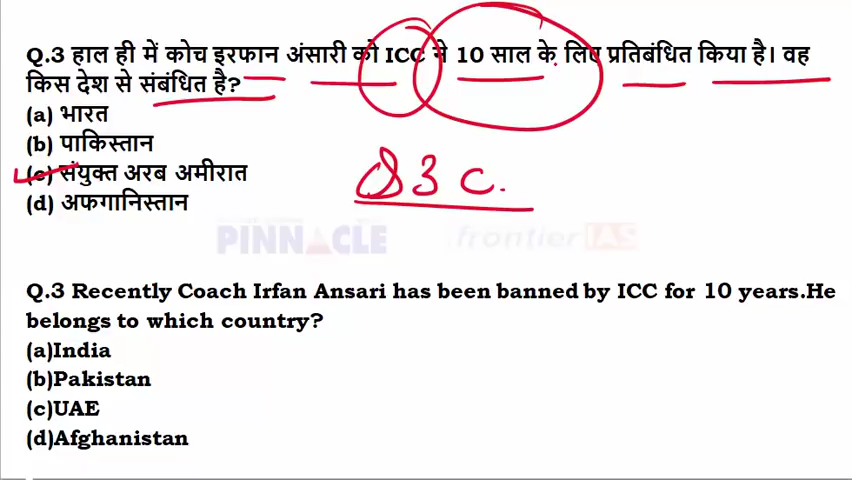 Q.3 हाल ही में कोच इरफान अंसारी को ICC ने 10 साल के लिए प्रतिबंधित किया है। वह
किस देश से संबंधित है?
(a) भारत
(b) पाकिस्तान
(c) संयुक्त अरब अमीरात
(d) अफगानिस्तान
Q 3 C.
PINNACLE frontier IAS
Q.3 Recently Coach Irfan Ansari has been banned by ICC for 10 years.He
belongs to which country?
(a)India
(b)Pakistan
(c)UAE
(d)Afghanistan